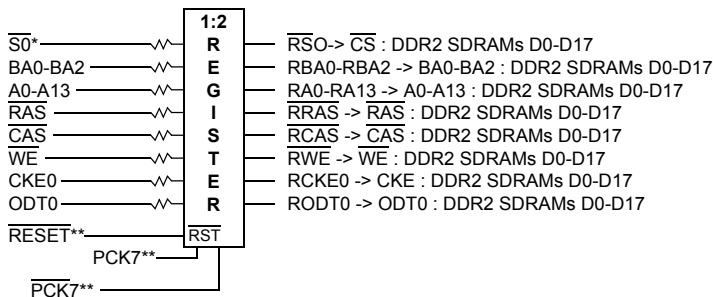 1:2
REGISTER
S0* RSO-> CS : DDR2 SDRAMs D0-D17
BA0-BA2 RBA0-RBA2 -> BA0-BA2 : DDR2 SDRAMs D0-D17
A0-A13 RA0-RA13 -> A0-A13 : DDR2 SDRAMs D0-D17
RAS RRAS -> RAS : DDR2 SDRAMs D0-D17
CAS RCAS -> CAS : DDR2 SDRAMs D0-D17
WE RWE -> WE : DDR2 SDRAMs D0-D17
CKE0 RCKE0 -> CKE : DDR2 SDRAMs D0-D17
ODT0 RODT0 -> ODT0 : DDR2 SDRAMs D0-D17
RESET** RST
PCK7**
PCK7**